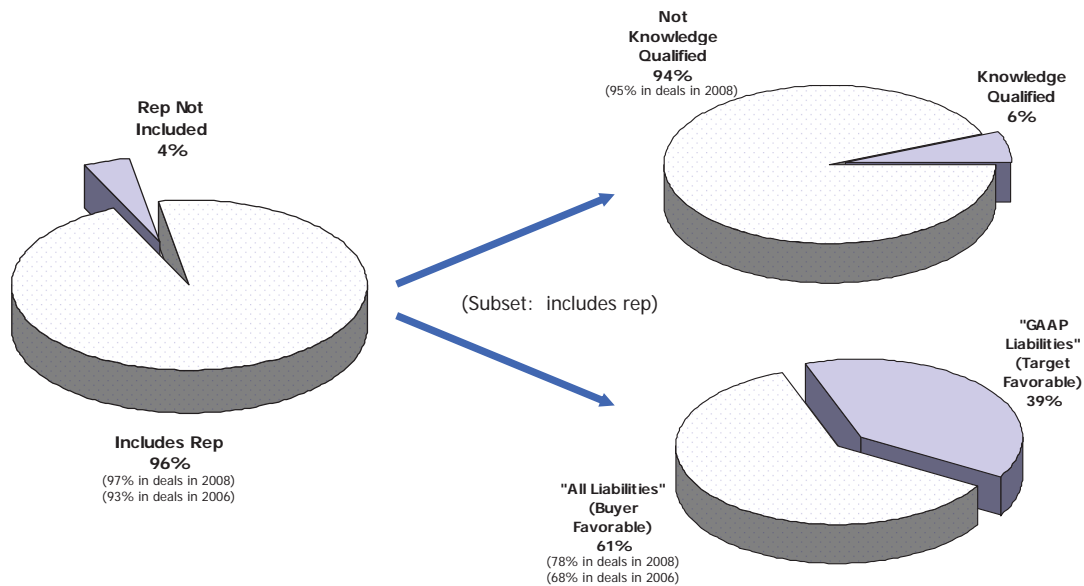 Rep Not
Included
4%
Includes Rep
96%
(97% in deals in 2008)
(93% in deals in 2006)
(Subset: includes rep)
Not
Knowledge
Qualified
94%
(95% in deals in 2008)
Knowledge
Qualified
6%
"GAAP
Liabilities"
(Target
Favorable)
39%
"All Liabilities"
(Buyer
Favorable)
61%
(78% in deals in 2008)
(68% in deals in 2006)